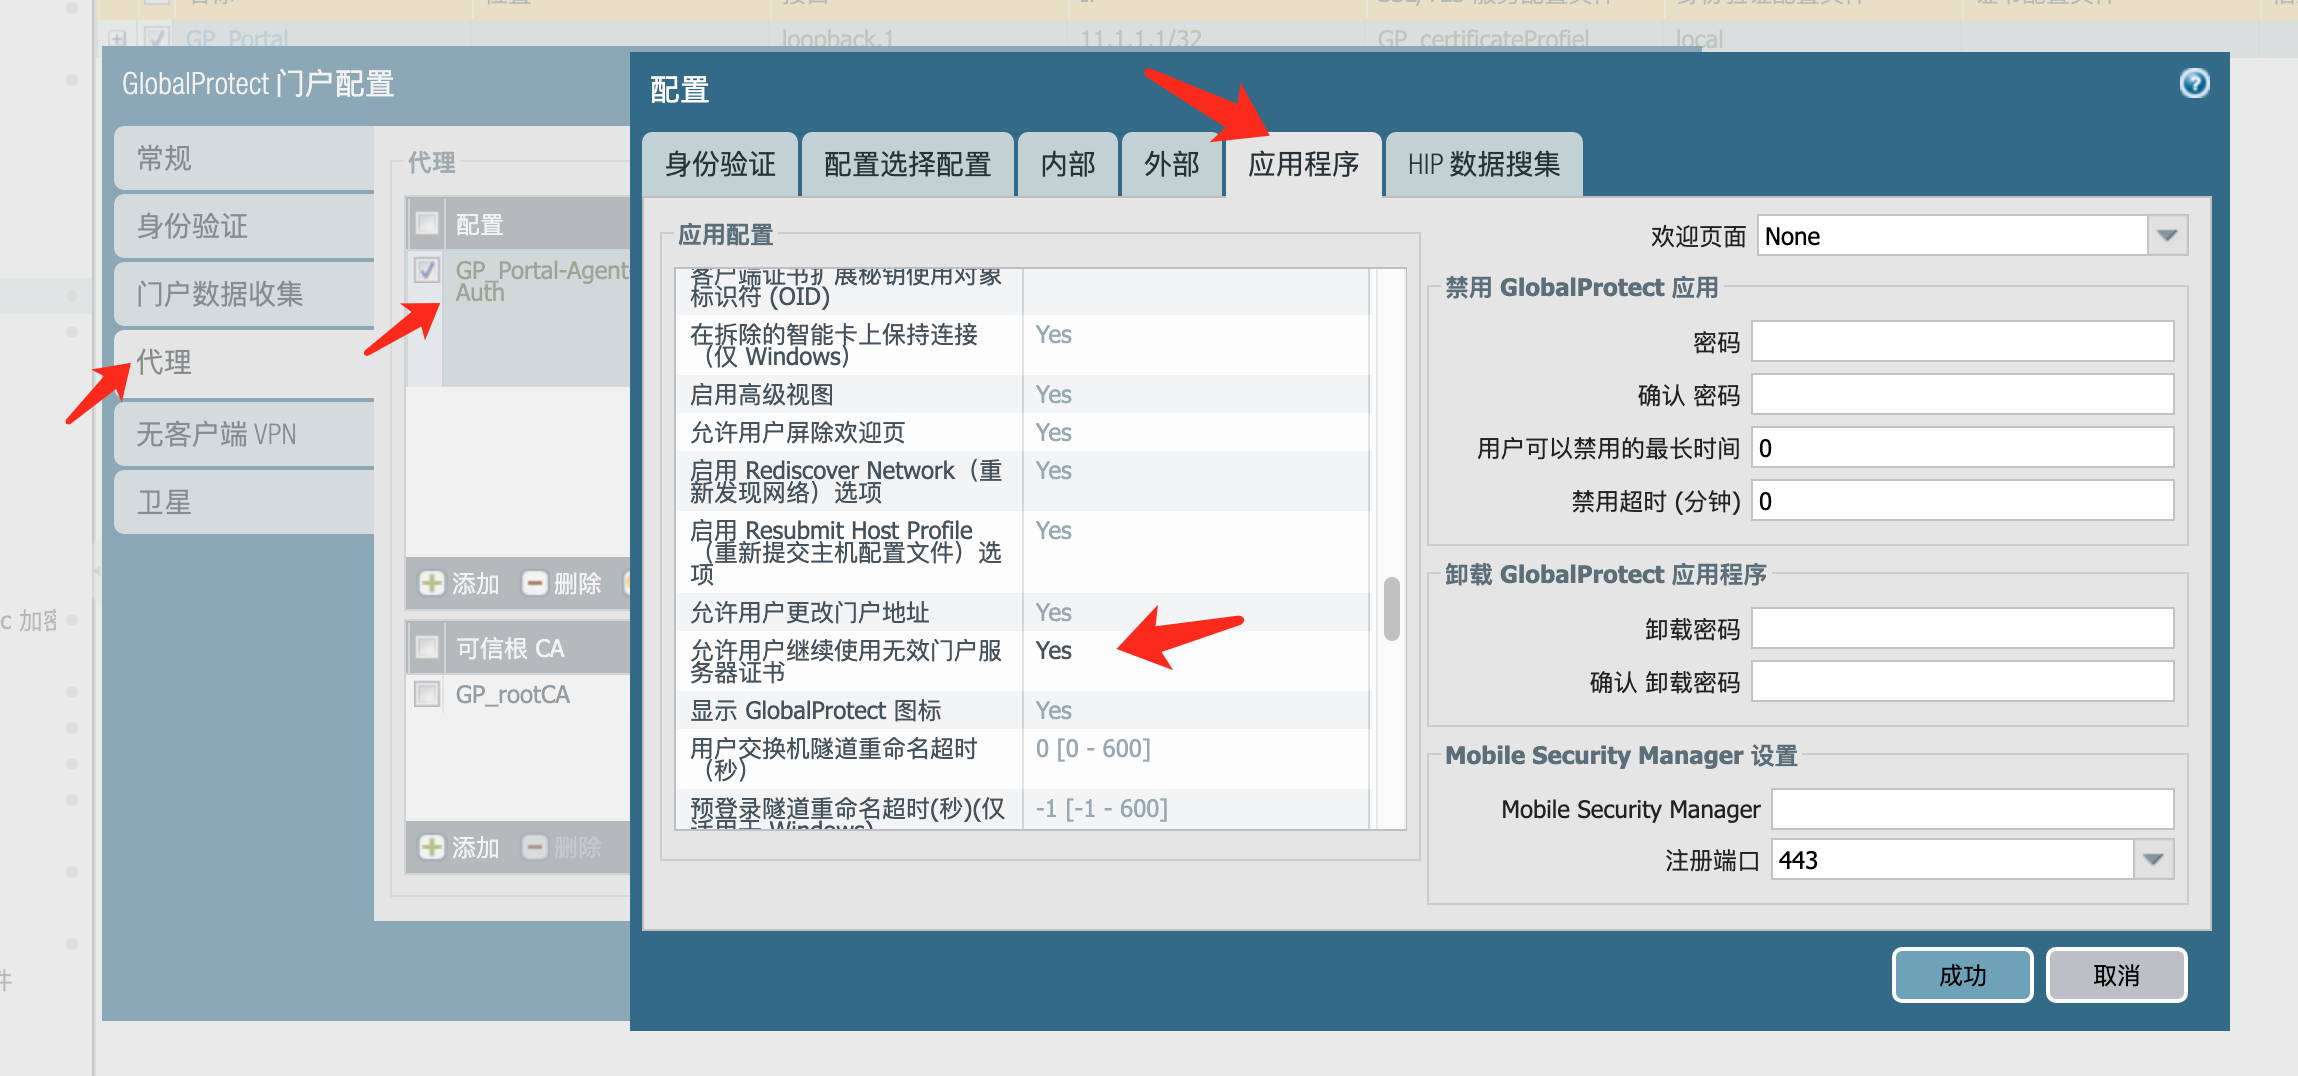 GP_Portal
loopback.1
11.1.1.1/32
GP_certificateProfiel
local
GlobalProtect 门户配置
常规
身份验证
门户数据收集
代理
无客户端 VPN
卫星
c 加密
件
代理
配置
GP_Portal-Agent-
Auth
添加
删除
可信根 CA
GP_rootCA
添加
删除
配置
身份验证
配置选择配置
内部
外部
应用程序
HIP 数据搜集
应用配置
客户端证书扩展秘钥使用对象
标识符 (OID)
在拆除的智能卡上保持连接
（仅 Windows）
Yes
启用高级视图
Yes
允许用户屏除欢迎页
Yes
启用 Rediscover Network（重
新发现网络）选项
Yes
启用 Resubmit Host Profile
（重新提交主机配置文件）选
项
Yes
允许用户更改门户地址
Yes
允许用户继续使用无效门户服
务器证书
Yes
显示 GlobalProtect 图标
Yes
用户交换机隧道重命名超时
（秒）
0 [0 - 600]
预登录隧道重命名超时(秒)(仅
适用于 Windows)
-1 [-1 - 600]
欢迎页面
None
禁用 GlobalProtect 应用
密码
确认 密码
用户可以禁用的最长时间
0
禁用超时 (分钟)
0
卸载 GlobalProtect 应用程序
卸载密码
确认 卸载密码
Mobile Security Manager 设置
Mobile Security Manager
注册端口
443
成功
取消